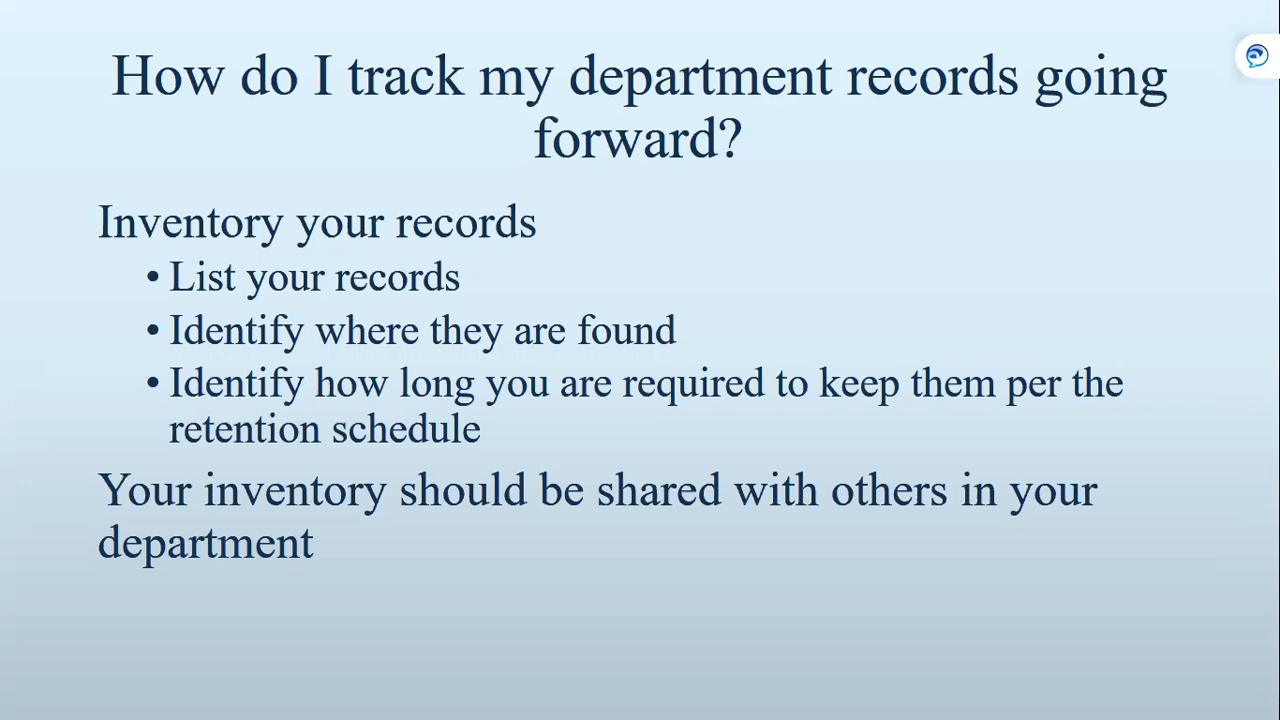 How do I track my department records going
forward?
Inventory your records
• List your records
• Identify where they are found
• Identify how long you are required to keep them per the
retention schedule
Your inventory should be shared with others in your
department